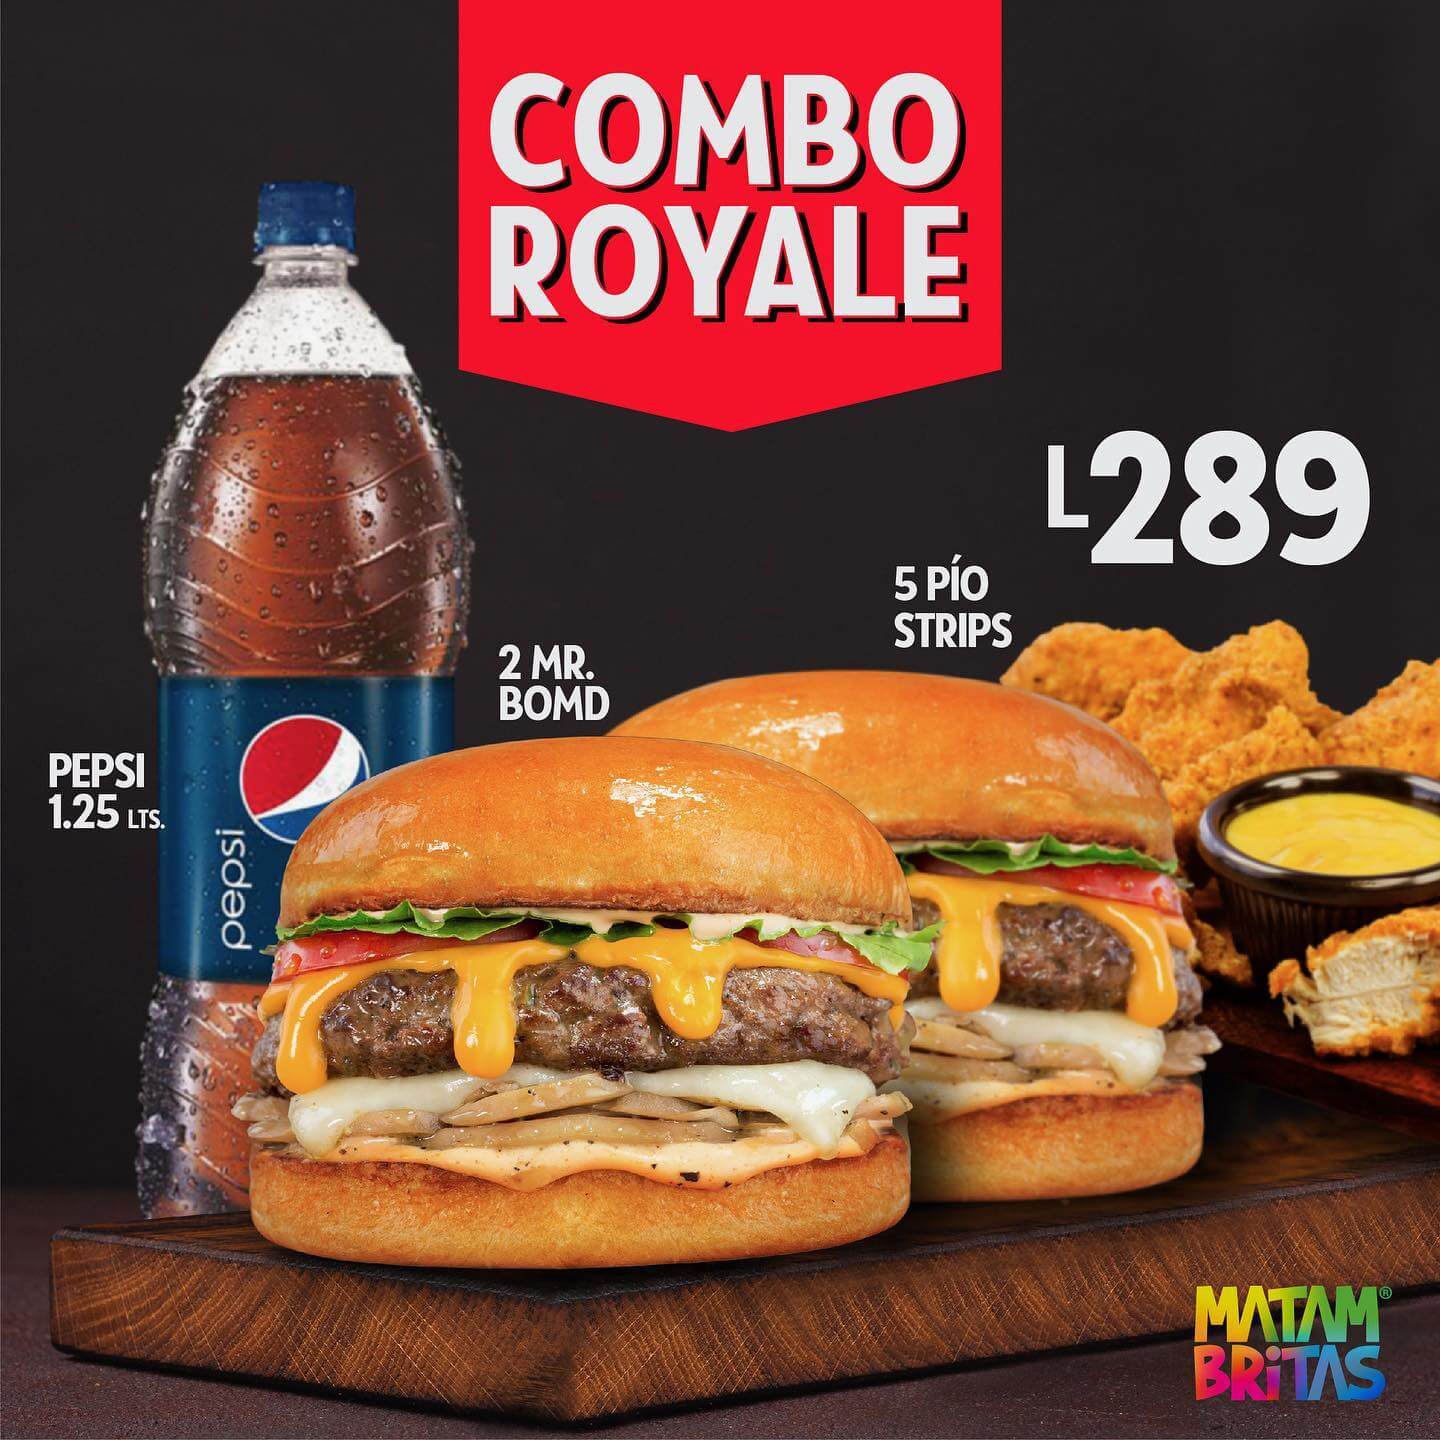 COMBO
ROYALE
L289
5 PÍO
STRIPS
2 MR.
BOMD
PEPSI
1.25 LTS.
pepsi
MATAM®
BRiTAS